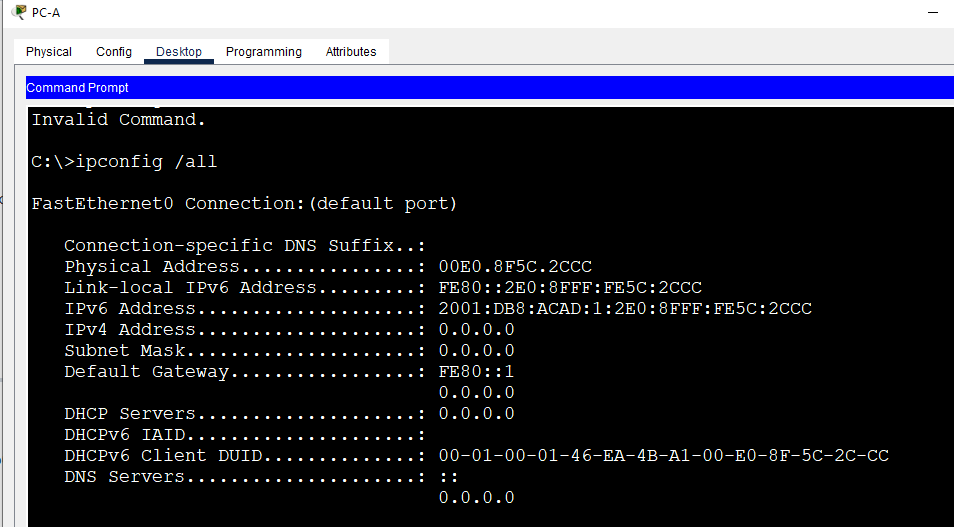 PC-A
Physical Config Desktop Programming Attributes
Command Prompt
Invalid Command.
C:\>ipconfig /all
FastEthernet0 Connection:(default port)
Connection-specific DNS Suffix..:
Physical Address................: 00E0.8F5C.2CCC
Link-local IPv6 Address.........: FE80::2E0:8FFF:FE5C:2CCC
IPv6 Address....................: 2001:DB8:ACAD:1:2E0:8FFF:FE5C:2CCC
IPv4 Address....................: 0.0.0.0
Subnet Mask.....................: 0.0.0.0
Default Gateway.................: FE80::1
0.0.0.0
DHCP Servers....................: 0.0.0.0
DHCPv6 IAID.....................:
DHCPv6 Client DUID..............: 00-01-00-01-46-EA-4B-A1-00-E0-8F-5C-2C-CC
DNS Servers.....................: ::
0.0.0.0